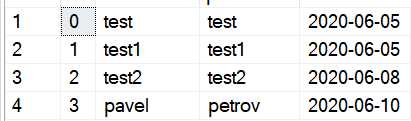 1 0 test test 2020-06-05
2 1 test1 test1 2020-06-05
3 2 test2 test2 2020-06-08
4 3 pavel petrov 2020-06-10